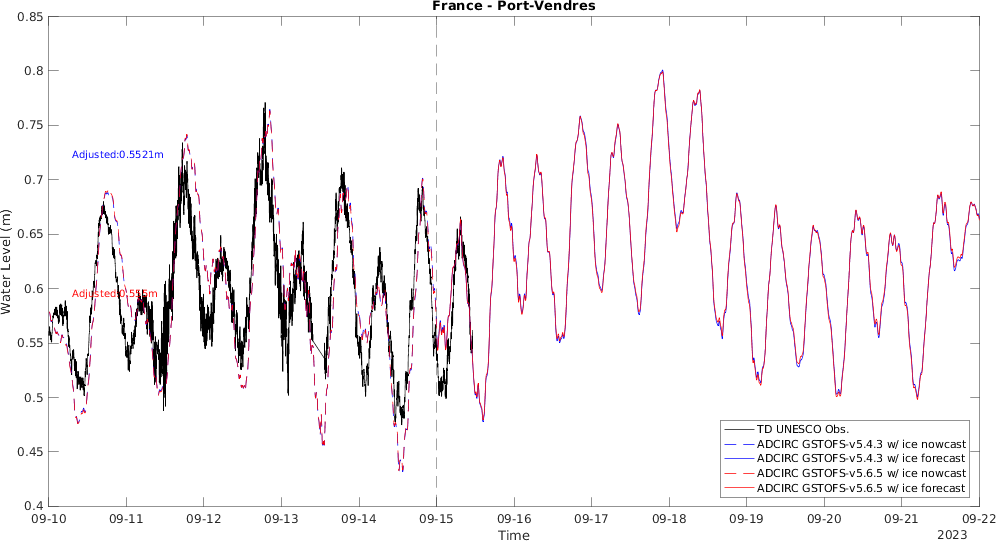 France - Port-Vendres
0.85
0.8
0.75
0.7
0.65
0.6
0.55
0.5
0.45
0.4
Water Level (m)
Adjusted:0.5521m
Adjusted:0.555m
TD UNESCO Obs.
ADCIRC GSTOFS-v5.4.3 w/ ice nowcast
ADCIRC GSTOFS-v5.4.3 w/ ice forecast
ADCIRC GSTOFS-v5.6.5 w/ ice nowcast
ADCIRC GSTOFS-v5.6.5 w/ ice forecast
09-10 09-11 09-12 09-13 09-14 09-15 09-16 09-17 09-18 09-19 09-20 09-21 09-22
Time
2023